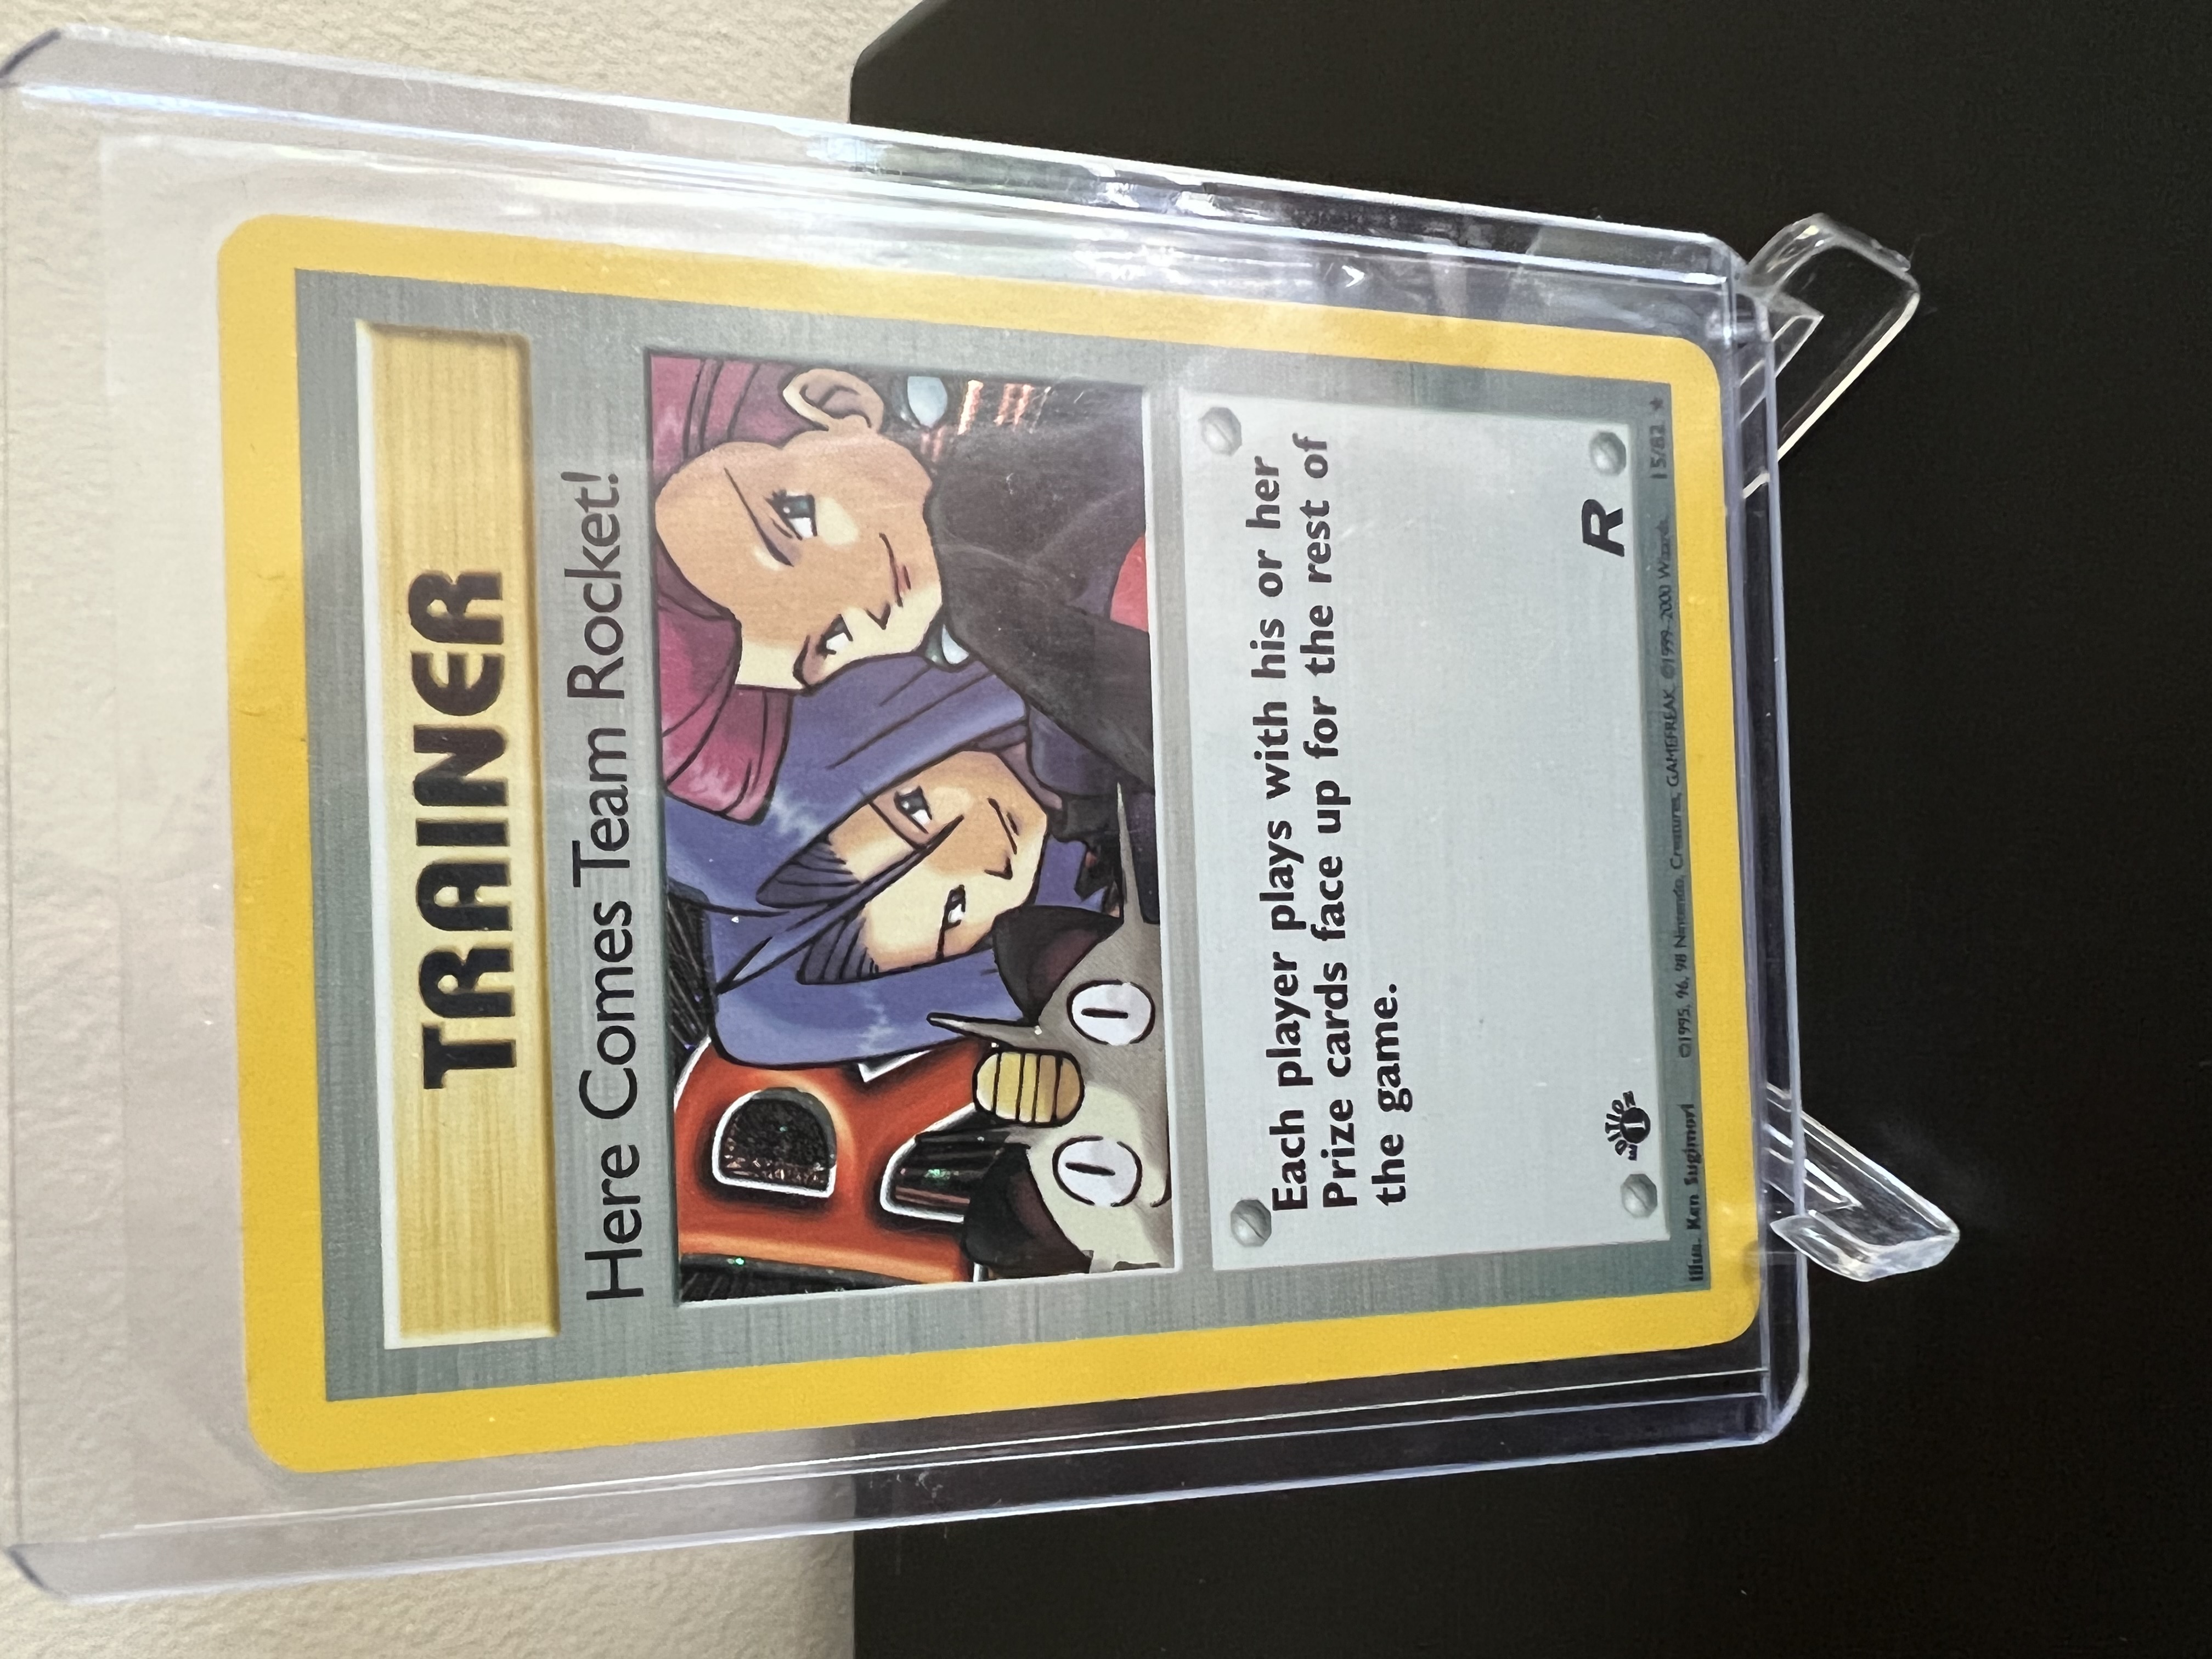 TRAINER
Here Comes Team Rocket!
R
Each player plays with his or her
Prize cards face up for the rest of
the game.
EDITION
1
R
Illus. Ken Sugimori ©1995, 96, 98 Nintendo, Creatures, GAMEFREAK. ©1999-2000 Wizards. 15/82 ★